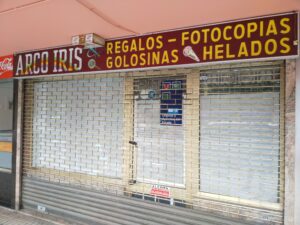 ARCO IRIS
REGALOS - FOTOCOPIAS
GOLOSINAS HELADOS